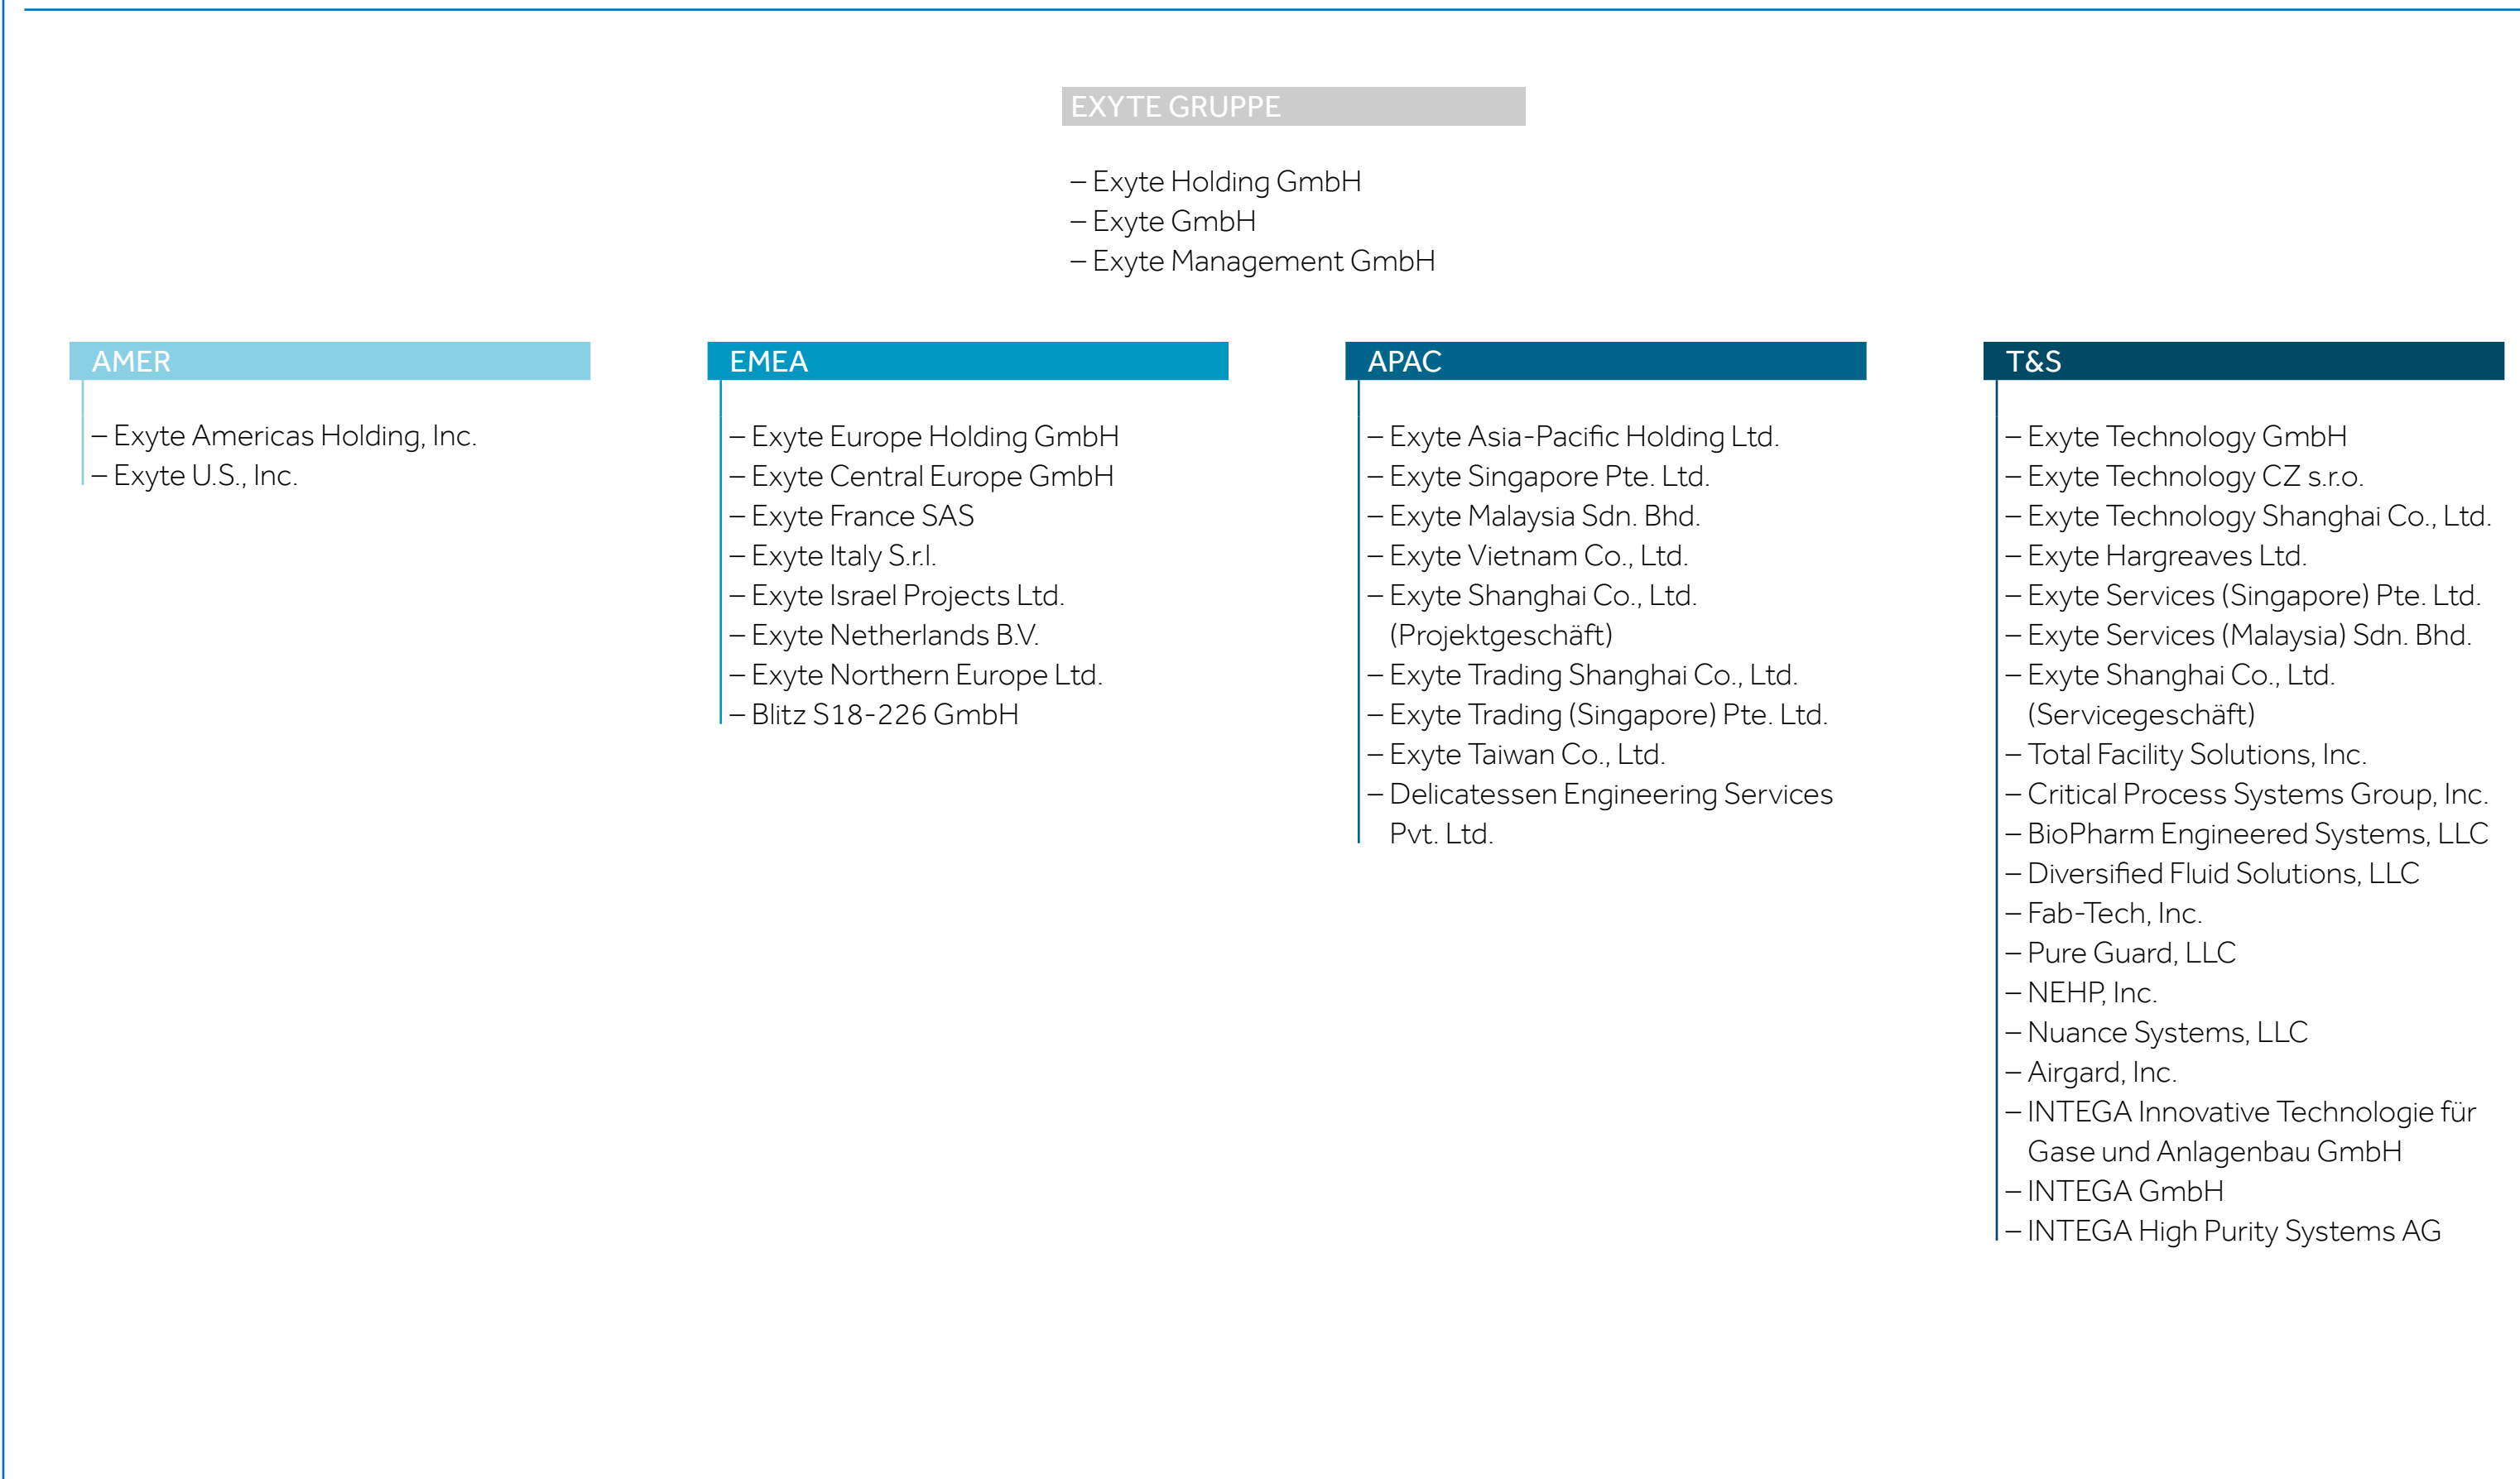 EXYTE GRUPPE
– Exyte Holding GmbH
– Exyte GmbH
– Exyte Management GmbH
AMER
– Exyte Americas Holding, Inc.
– Exyte U.S., Inc.
EMEA
– Exyte Europe Holding GmbH
– Exyte Central Europe GmbH
– Exyte France SAS
– Exyte Italy S.r.l.
– Exyte Israel Projects Ltd.
– Exyte Netherlands B.V.
– Exyte Northern Europe Ltd.
– Blitz S18-226 GmbH
APAC
– Exyte Asia-Pacific Holding Ltd.
– Exyte Singapore Pte. Ltd.
– Exyte Malaysia Sdn. Bhd.
– Exyte Vietnam Co., Ltd.
– Exyte Shanghai Co., Ltd.
(Projektgeschäft)
– Exyte Trading Shanghai Co., Ltd.
– Exyte Trading (Singapore) Pte. Ltd.
– Exyte Taiwan Co., Ltd.
– Delicatessen Engineering Services
Pvt. Ltd.
T&S
– Exyte Technology GmbH
– Exyte Technology CZ s.r.o.
– Exyte Technology Shanghai Co., Ltd.
– Exyte Hargreaves Ltd.
– Exyte Services (Singapore) Pte. Ltd.
– Exyte Services (Malaysia) Sdn. Bhd.
– Exyte Shanghai Co., Ltd.
(Servicegeschäft)
– Total Facility Solutions, Inc.
– Critical Process Systems Group, Inc.
– BioPharm Engineered Systems, LLC
– Diversified Fluid Solutions, LLC
– Fab-Tech, Inc.
– Pure Guard, LLC
– NEHP, Inc.
– Nuance Systems, LLC
– Airgard, Inc.
– INTEGA Innovative Technologie für
Gase und Anlagenbau GmbH
– INTEGA GmbH
– INTEGA High Purity Systems AG